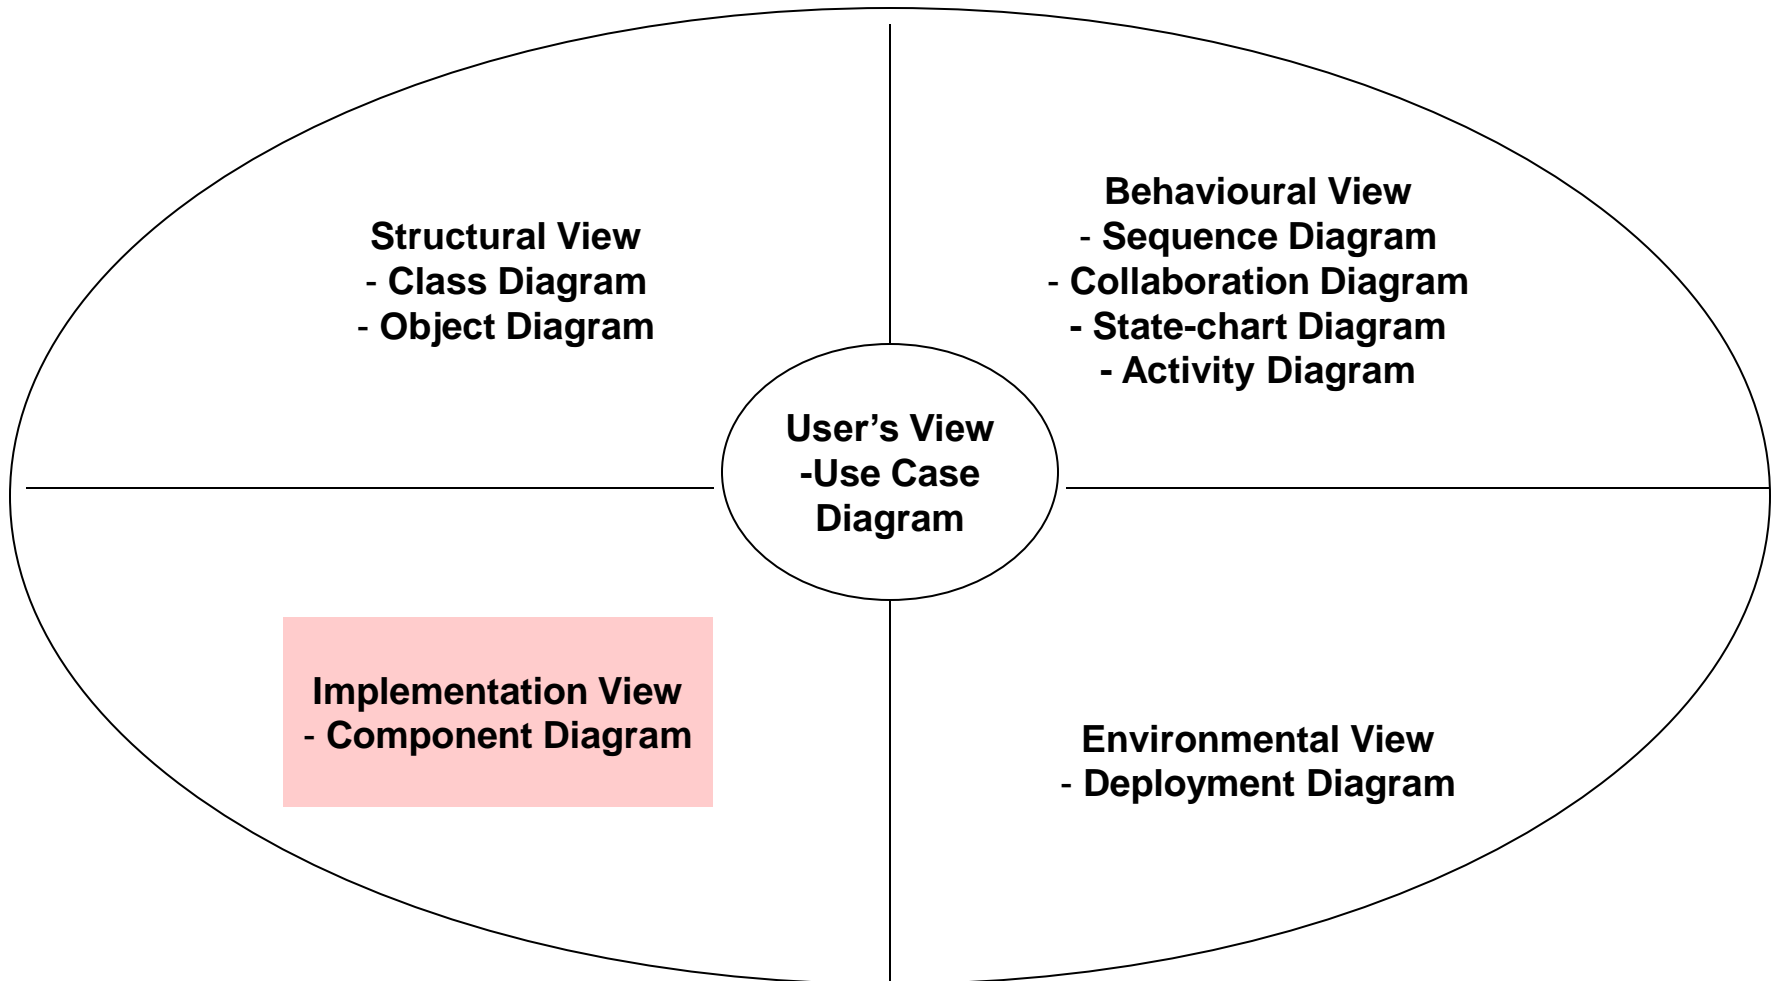 Structural View
- Class Diagram
- Object Diagram
Behavioural View
- Sequence Diagram
- Collaboration Diagram
- State-chart Diagram
- Activity Diagram
User’s View
-Use Case
Diagram
Implementation View
- Component Diagram
Environmental View
- Deployment Diagram